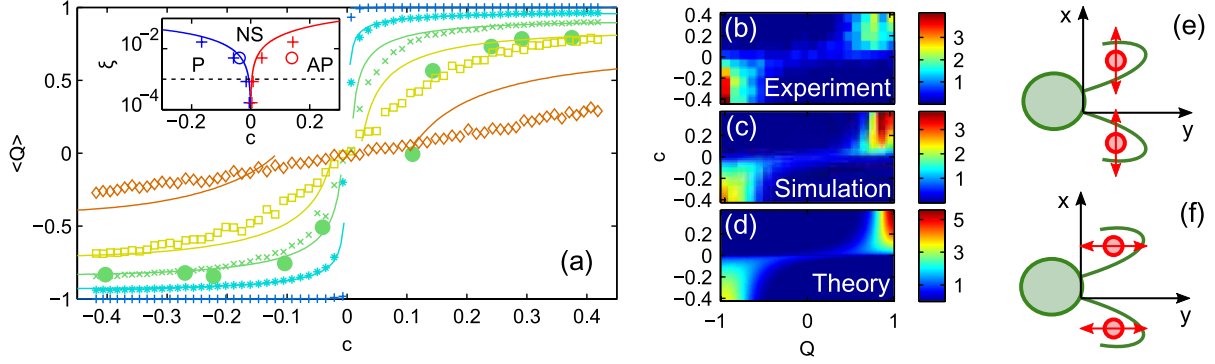 1
0.5
0
−0.5
−1
<Q>
−0.4 −0.3 −0.2 −0.1 0 0.1 0.2 0.3 0.4
c
(a)
10⁻²
10⁻⁴
ξ
P NS AP
−0.2 0 0.2
c
(b)
Experiment
0.4
0.2
0
−0.2
−0.4
3
2
1
(c)
Simulation
0.2
0
−0.2
−0.4
3
2
1
c
(d)
Theory
0.4
0.2
0
−0.2
−0.4
5
3
1
−1 0 1
Q
(e)
x
y
(f)
x
y